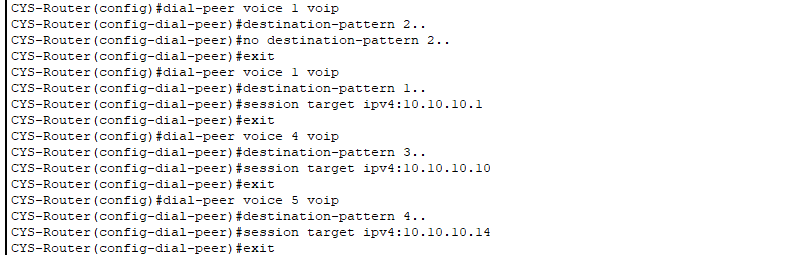 CYS-Router(config)#dial-peer voice 1 voip
CYS-Router(config-dial-peer)#destination-pattern 2..
CYS-Router(config-dial-peer)#no destination-pattern 2..
CYS-Router(config-dial-peer)#exit
CYS-Router(config)#dial-peer voice 1 voip
CYS-Router(config-dial-peer)#destination-pattern 1..
CYS-Router(config-dial-peer)#session target ipv4:10.10.10.1
CYS-Router(config-dial-peer)#exit
CYS-Router(config)#dial-peer voice 4 voip
CYS-Router(config-dial-peer)#destination-pattern 3..
CYS-Router(config-dial-peer)#session target ipv4:10.10.10.10
CYS-Router(config-dial-peer)#exit
CYS-Router(config)#dial-peer voice 5 voip
CYS-Router(config-dial-peer)#destination-pattern 4..
CYS-Router(config-dial-peer)#session target ipv4:10.10.10.14
CYS-Router(config-dial-peer)#exit